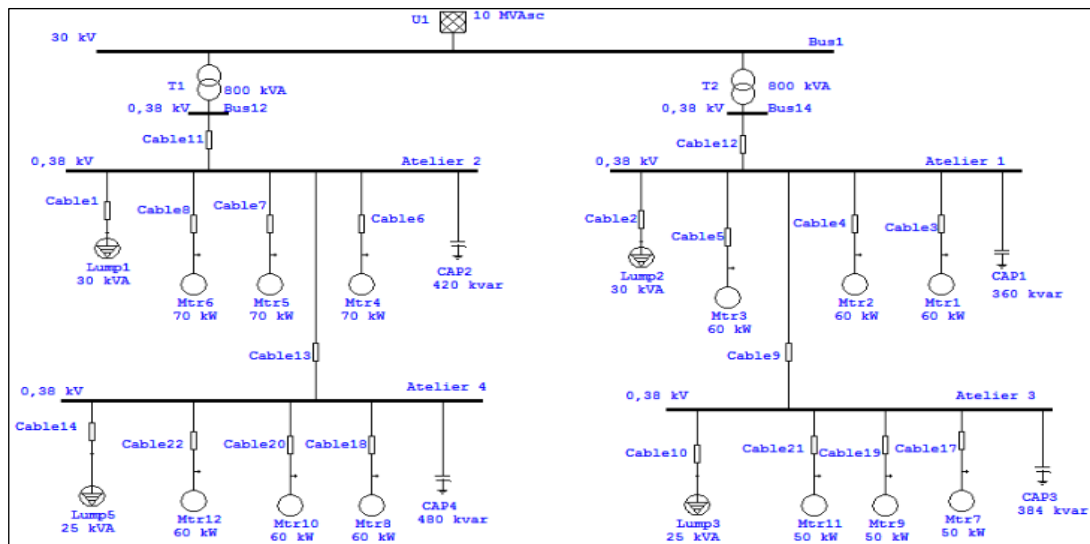 U1 10 MVAsc
30 kV Bus1
T1 800 kVA T2 800 kVA
0,38 kV Bus12 0,38 kV Bus14
Cable11 Cable12
0,38 kV Atelier 2 0,38 kV Atelier 1
Cable1 Cable8 Cable7 Cable6 Cable2 Cable5 Cable4 Cable3
Lump1 CAP2 Lump2 CAP1
30 kVA 420 kvar 30 kVA 360 kvar
Mtr6 Mtr5 Mtr4 Mtr3 Mtr2 Mtr1
70 kW 70 kW 70 kW 60 kW 60 kW 60 kW
Cable13 Cable9
0,38 kV Atelier 4 0,38 kV Atelier 3
Cable14 Cable22 Cable20 Cable18 Cable10 Cable21 Cable19 Cable17
Lump5 Mtr12 Mtr10 Mtr8 CAP4 Lump3 Mtr11 Mtr9 Mtr7 CAP3
25 kVA 60 kW 60 kW 60 kW 480 kvar 25 kVA 50 kW 50 kW 50 kW 384 kvar